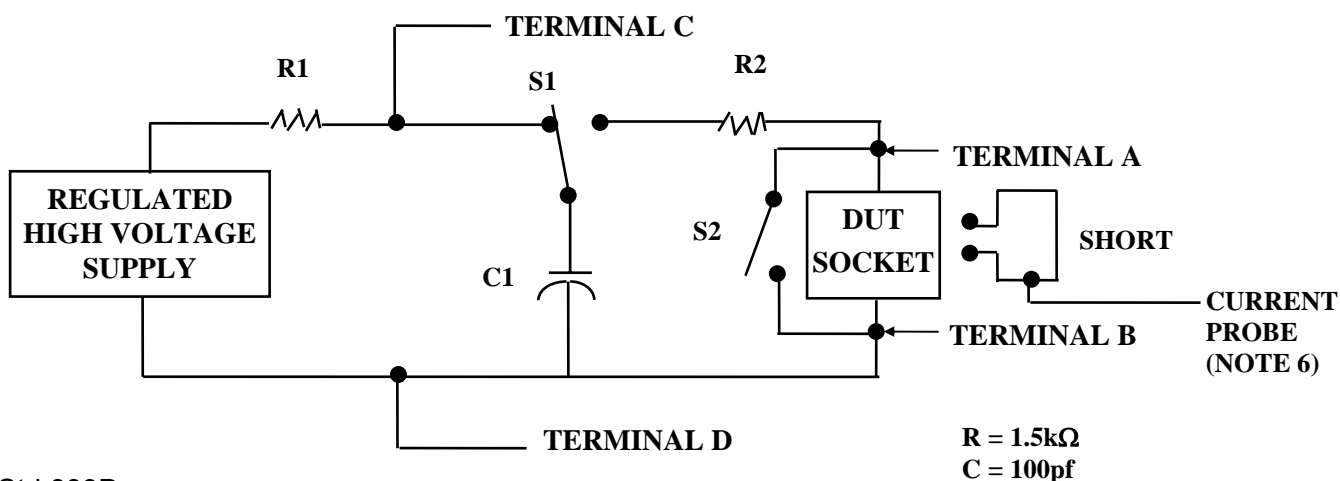 TERMINAL C
R1
S1
R2
TERMINAL A
REGULATED
HIGH VOLTAGE
SUPPLY
S2
DUT
SOCKET
SHORT
C1
CURRENT
PROBE
(NOTE 6)
TERMINAL B
TERMINAL D
R = 1.5kΩ
C = 100pf